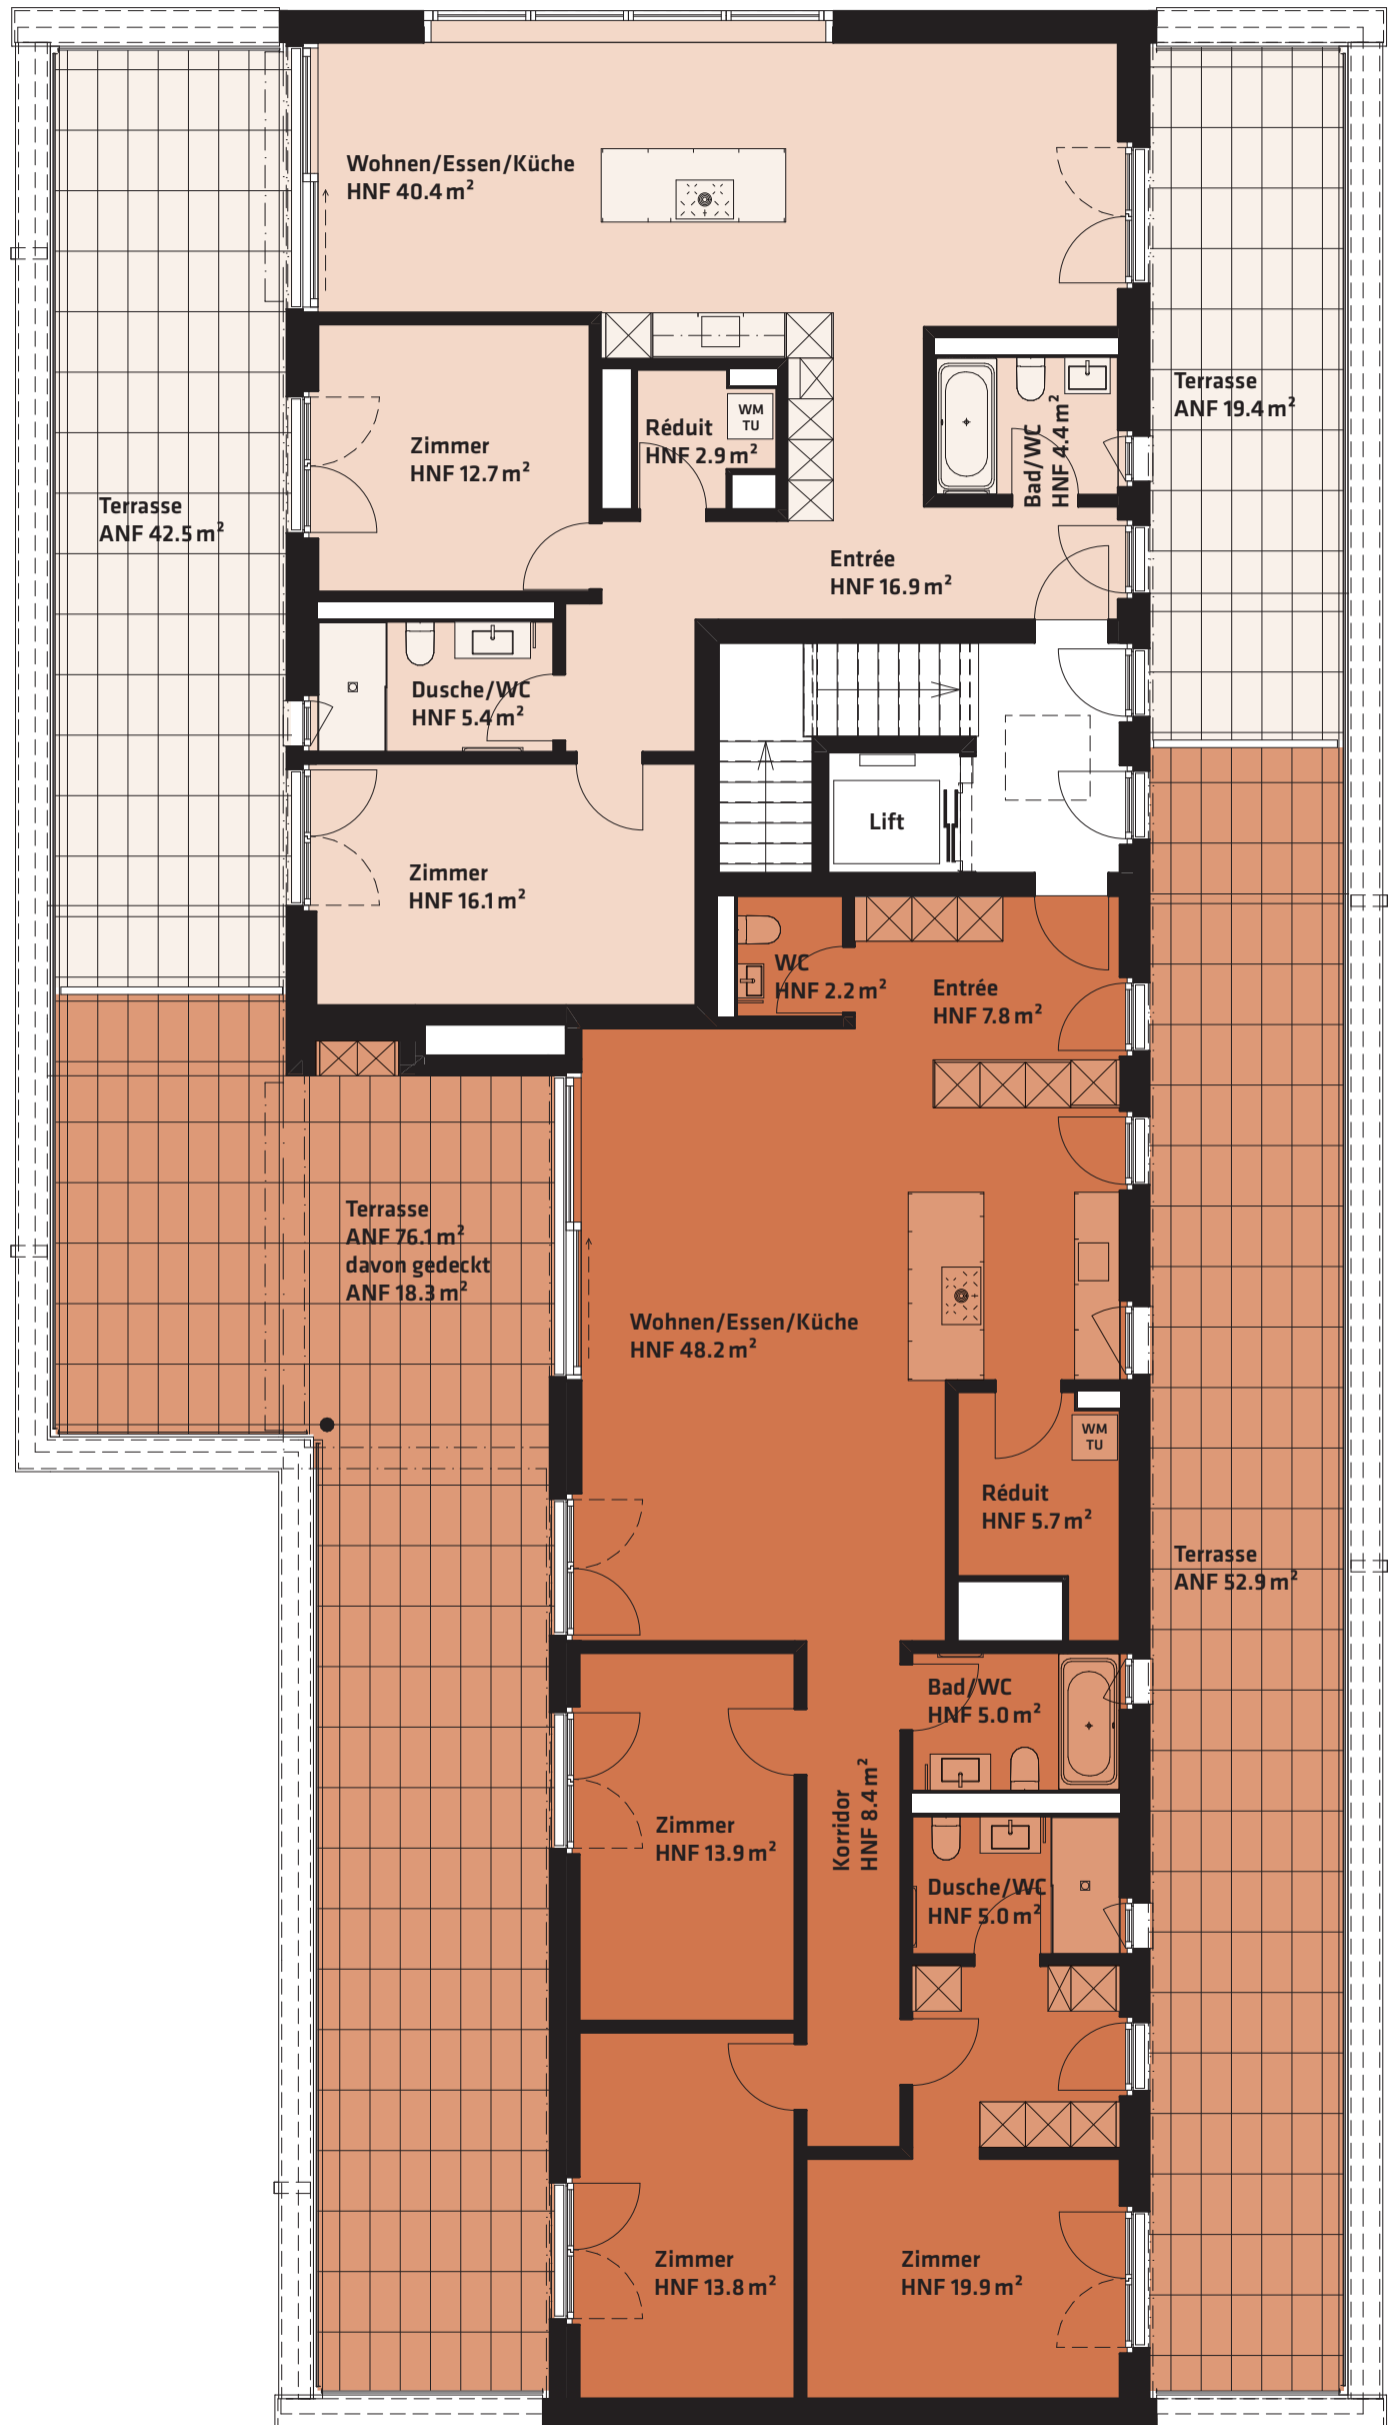 Wohnen/Essen/Küche
HNF 40.4 m²
Terrasse
ANF 19.4 m²
Réduit
HNF 2.9 m²
WM
TU
Bad/WC
HNF 4.4 m²
Zimmer
HNF 12.7 m²
Terrasse
ANF 42.5 m²
Entrée
HNF 16.9 m²
Dusche/WC
HNF 5.4 m²
Lift
Zimmer
HNF 16.1 m²
WC
HNF 2.2 m²
Entrée
HNF 7.8 m²
Terrasse
ANF 76.1 m²
davon gedeckt
ANF 18.3 m²
Wohnen/Essen/Küche
HNF 48.2 m²
WM
TU
Réduit
HNF 5.7 m²
Terrasse
ANF 52.9 m²
Bad/WC
HNF 5.0 m²
Zimmer
HNF 13.9 m²
Korridor
HNF 8.4 m²
Dusche/WC
HNF 5.0 m²
Zimmer
HNF 13.8 m²
Zimmer
HNF 19.9 m²